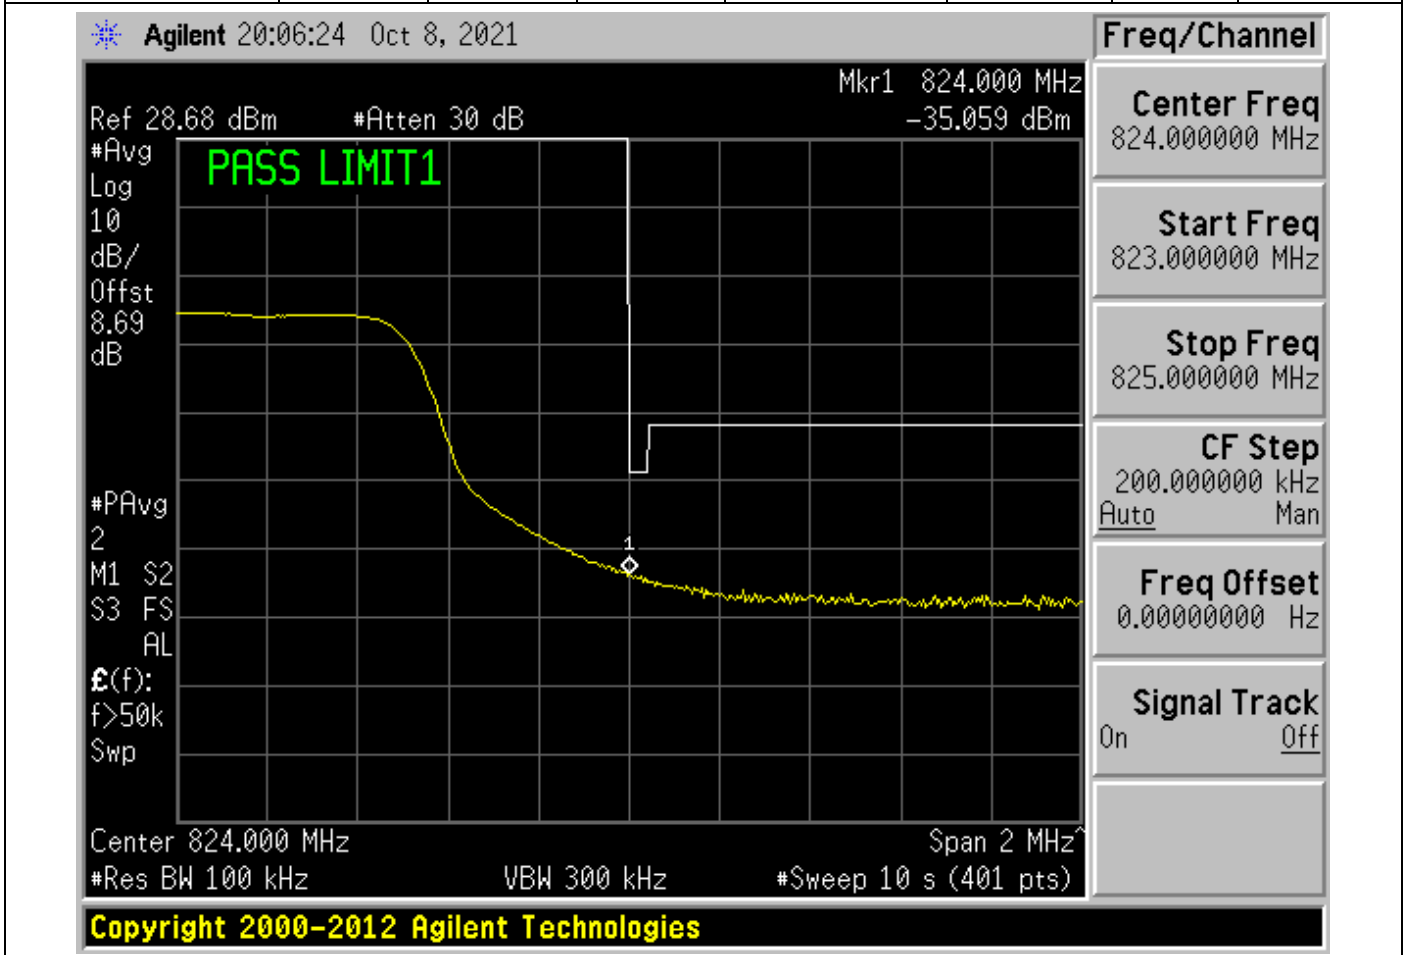 Agilent 20:06:24 Oct 8, 2021
Freq/Channel
Mkr1 824.000 MHz
Ref 28.68 dBm #Atten 30 dB -35.059 dBm
#Avg
Log
10
dB/
Offst
8.69
dB
PASS LIMIT1
1
#PAvg
2
M1 S2
S3 FS
AL
£(f):
f>50k
Swp
Center 824.000 MHz Span 2 MHz^
#Res BW 100 kHz VBW 300 kHz #Sweep 10 s (401 pts)
Center Freq
824.000000 MHz
Start Freq
823.000000 MHz
Stop Freq
825.000000 MHz
CF Step
200.000000 kHz
Auto Man
Freq Offset
0.00000000 Hz
Signal Track
On Off
Copyright 2000-2012 Agilent Technologies